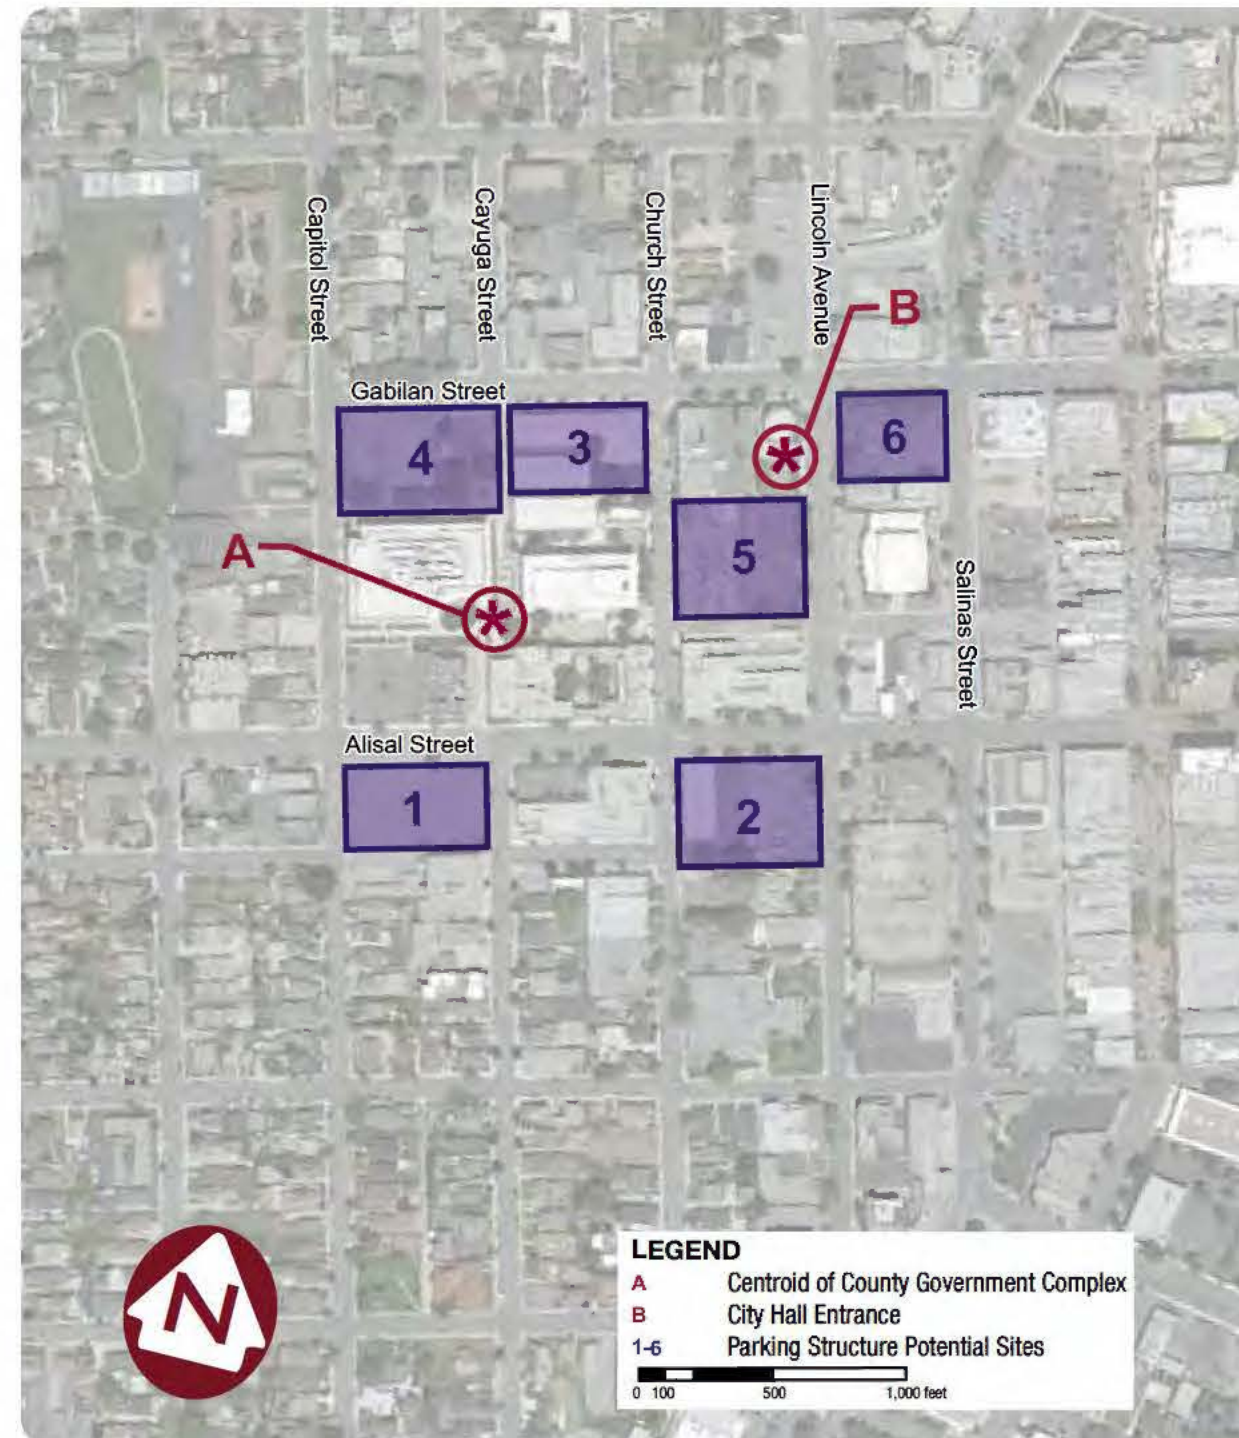 Capitol Street
Cayuga Street
Church Street
Lincoln Avenue
B
Gabilan Street
4
3
*
6
A
5
*
Salinas Street
Alisal Street
1
2
N
LEGEND
A Centroid of County Government Complex
B City Hall Entrance
1-6 Parking Structure Potential Sites
0 100 500 1,000 feet